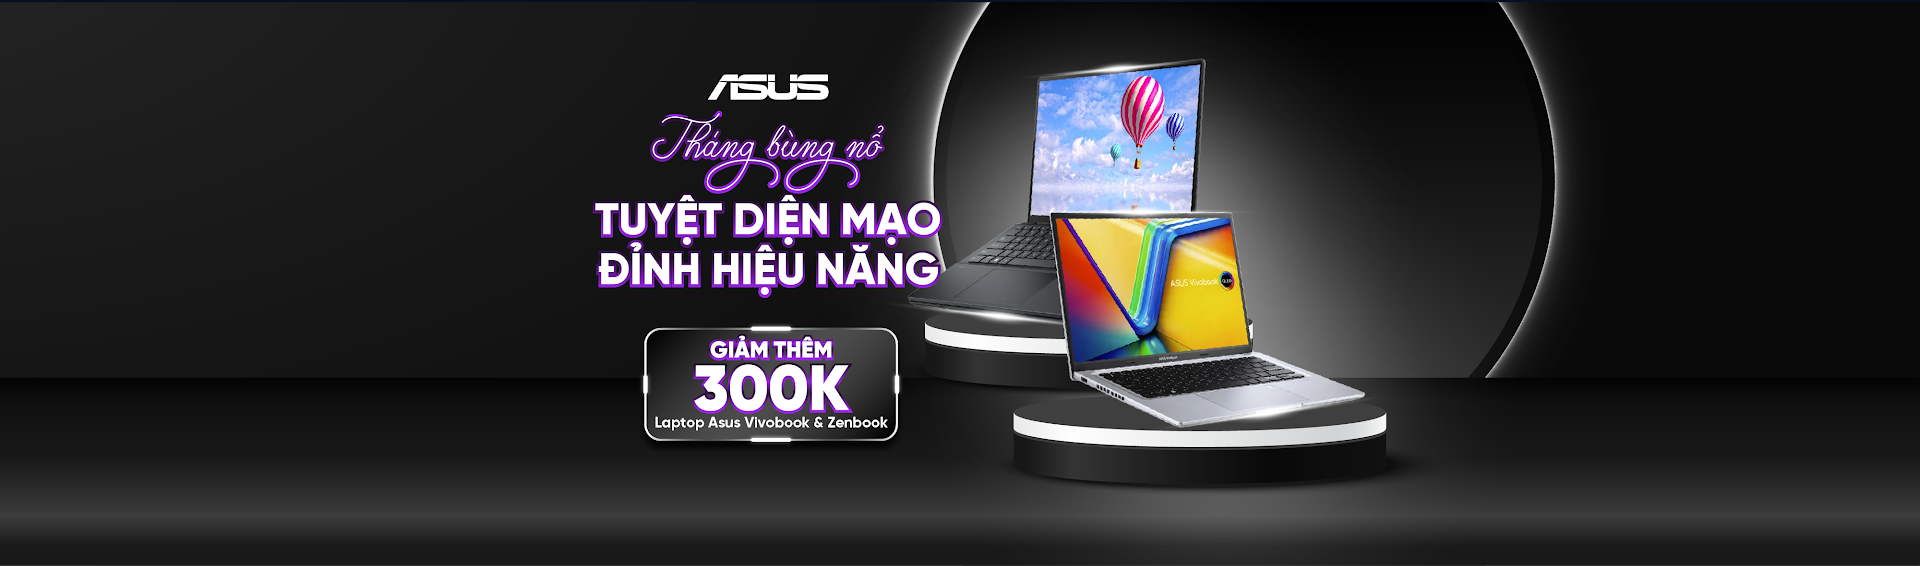 ASUS
Tháng bùng nổ
TUYỆT DIỆN MẠO
ĐỈNH HIỆU NĂNG
GIẢM THÊM
300K
Laptop Asus Vivobook & Zenbook
ASUS Vivobook OLED